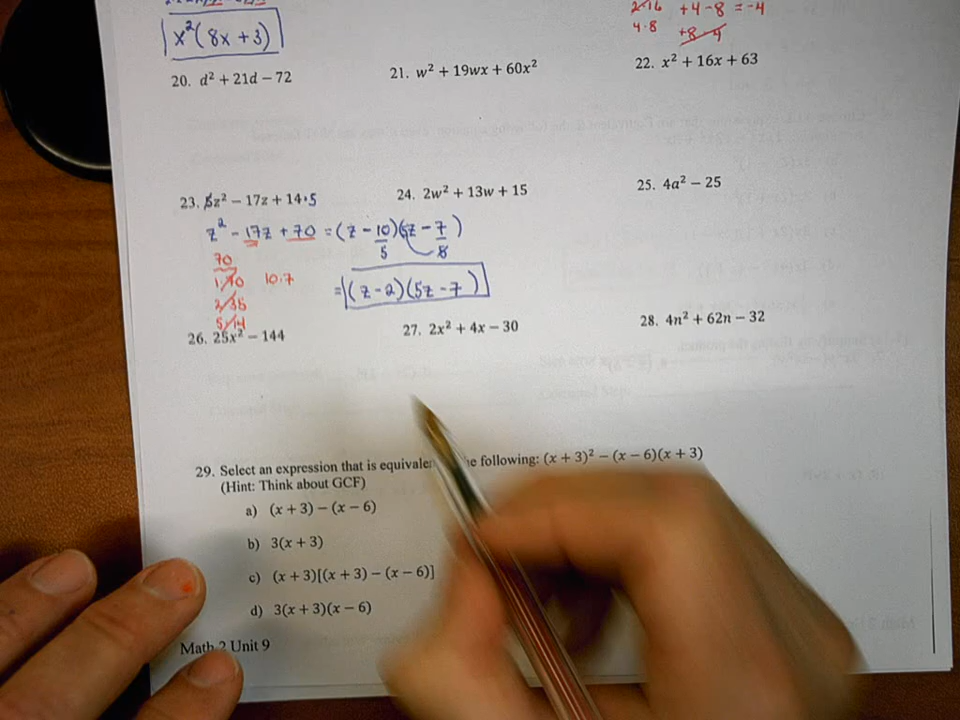 x²(8x + 3)
2·16 +4 - 8 = -4
4·8 +8 - 4
20. d² + 21d − 72 21. w² + 19wx + 60x² 22. x² + 16x + 63
23. 5z² − 17z + 14·5 24. 2w² + 13w + 15 25. 4a² − 25
z² - 17z + 70 = (z - 10/5)(5z - 7/5)
70
1·70 10·7
2·35 = (z - 2)(5z - 7)
5·14
26. 25x² − 144 27. 2x² + 4x − 30 28. 4n² + 62n − 32
29. Select an expression that is following: (x + 3)² − (x − 6)(x + 3)
(Hint: Think about GCF)
a) (x + 3) − (x − 6)
b) 3(x + 3)
c) (x + 3)[(x + 3) − (x − 6)]
d) 3(x + 3)(x − 6)
Math 2 Unit 9